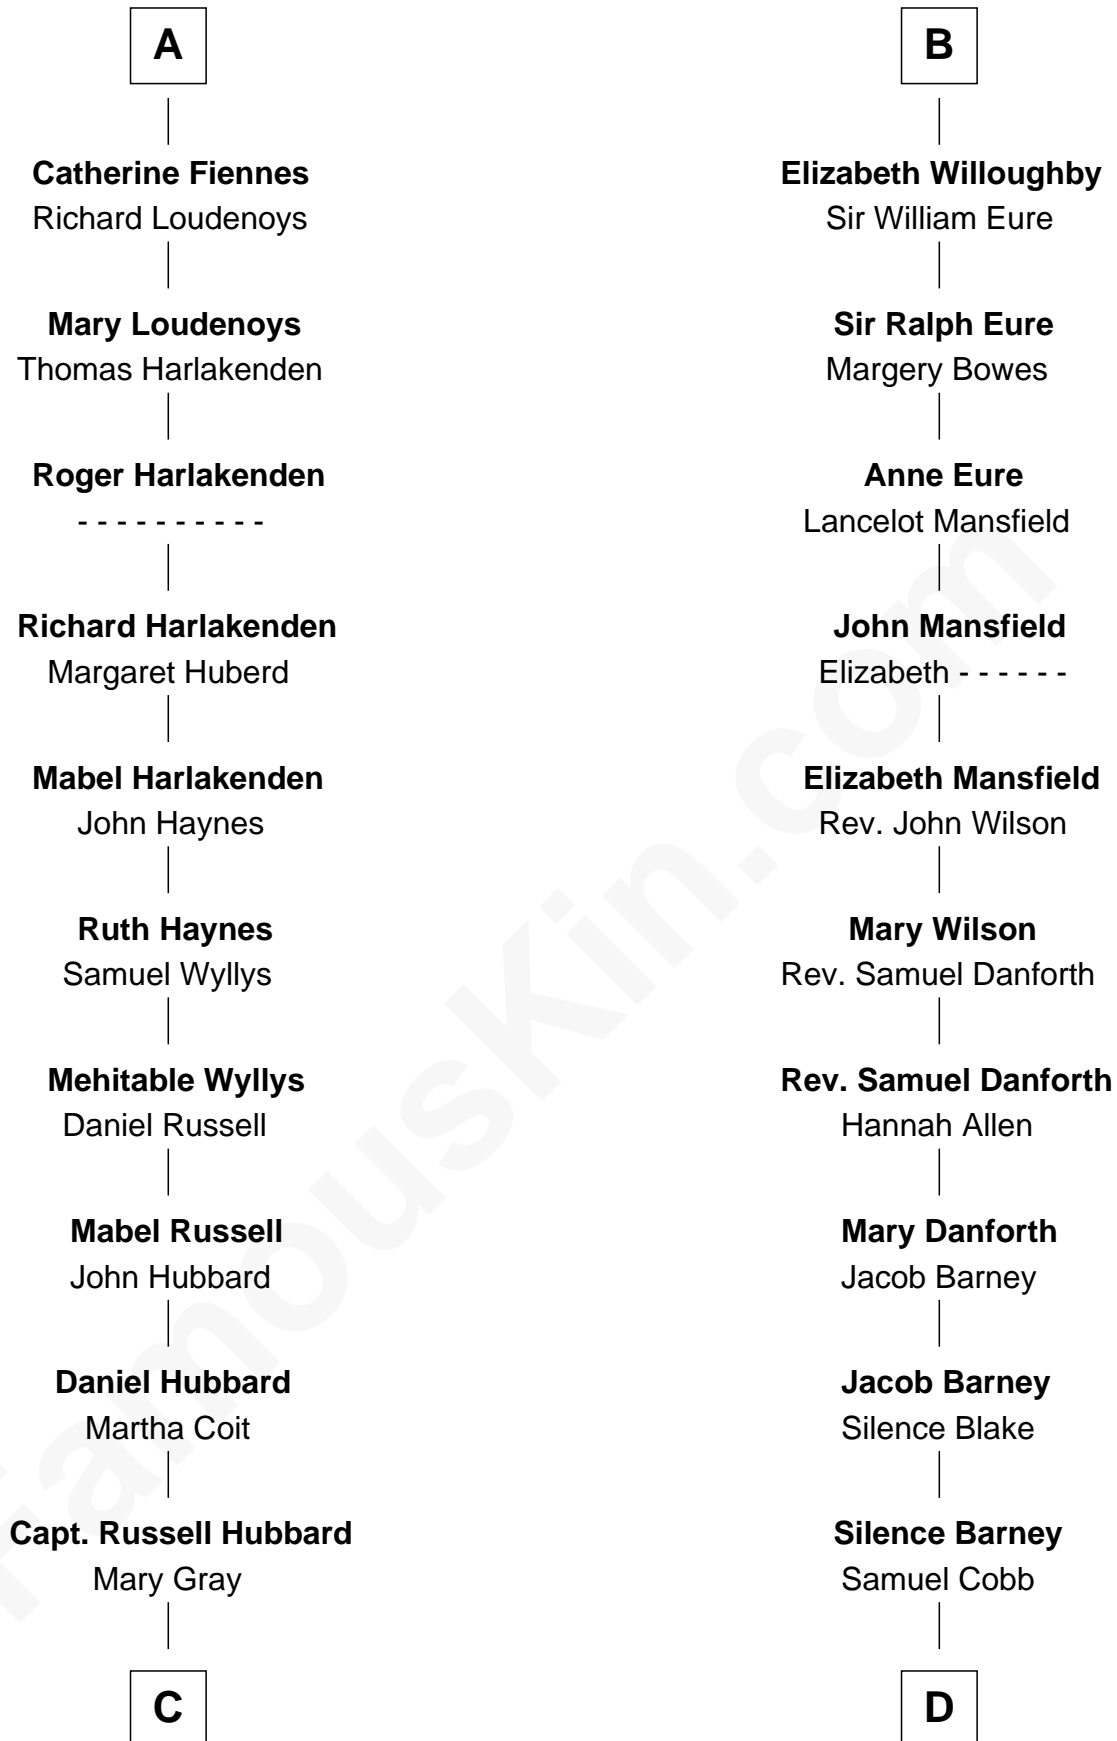 A
Catherine Fiennes
Richard Loudenoys
Mary Loudenoys
Thomas Harlakenden
Roger Harlakenden
- - - - - - - - - -
Richard Harlakenden
Margaret Huberd
Mabel Harlakenden
John Haynes
Ruth Haynes
Samuel Wyllys
Mehitable Wyllys
Daniel Russell
Mabel Russell
John Hubbard
Daniel Hubbard
Martha Coit
Capt. Russell Hubbard
Mary Gray
C
B
Elizabeth Willoughby
Sir William Eure
Sir Ralph Eure
Margery Bowes
Anne Eure
Lancelot Mansfield
John Mansfield
Elizabeth - - - - - -
Elizabeth Mansfield
Rev. John Wilson
Mary Wilson
Rev. Samuel Danforth
Rev. Samuel Danforth
Hannah Allen
Mary Danforth
Jacob Barney
Jacob Barney
Silence Blake
Silence Barney
Samuel Cobb
D
FamousKin.com